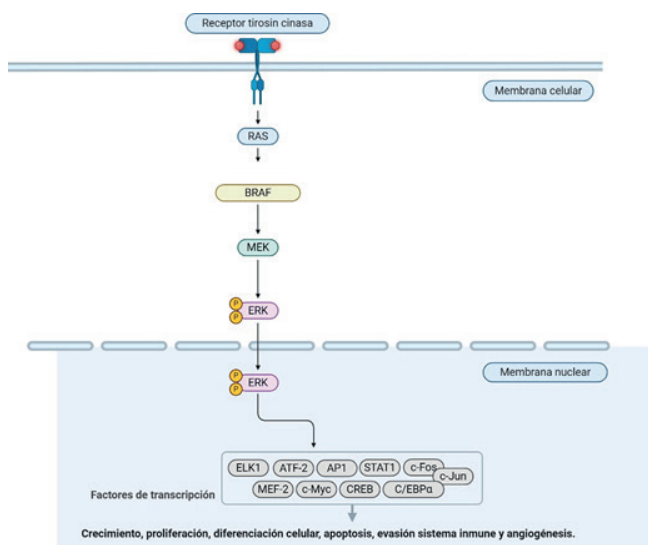 Receptor tirosin cinasa
Membrana celular
RAS
BRAF
MEK
P
P
ERK
Membrana nuclear
P
P
ERK
ELK1
ATF-2
AP1
STAT1
c-Fos
c-Jun
MEF-2
c-Myc
CREB
C/EBPα
Factores de transcripción
Crecimiento, proliferación, diferenciación celular, apoptosis, evasión sistema inmune y angiogénesis.